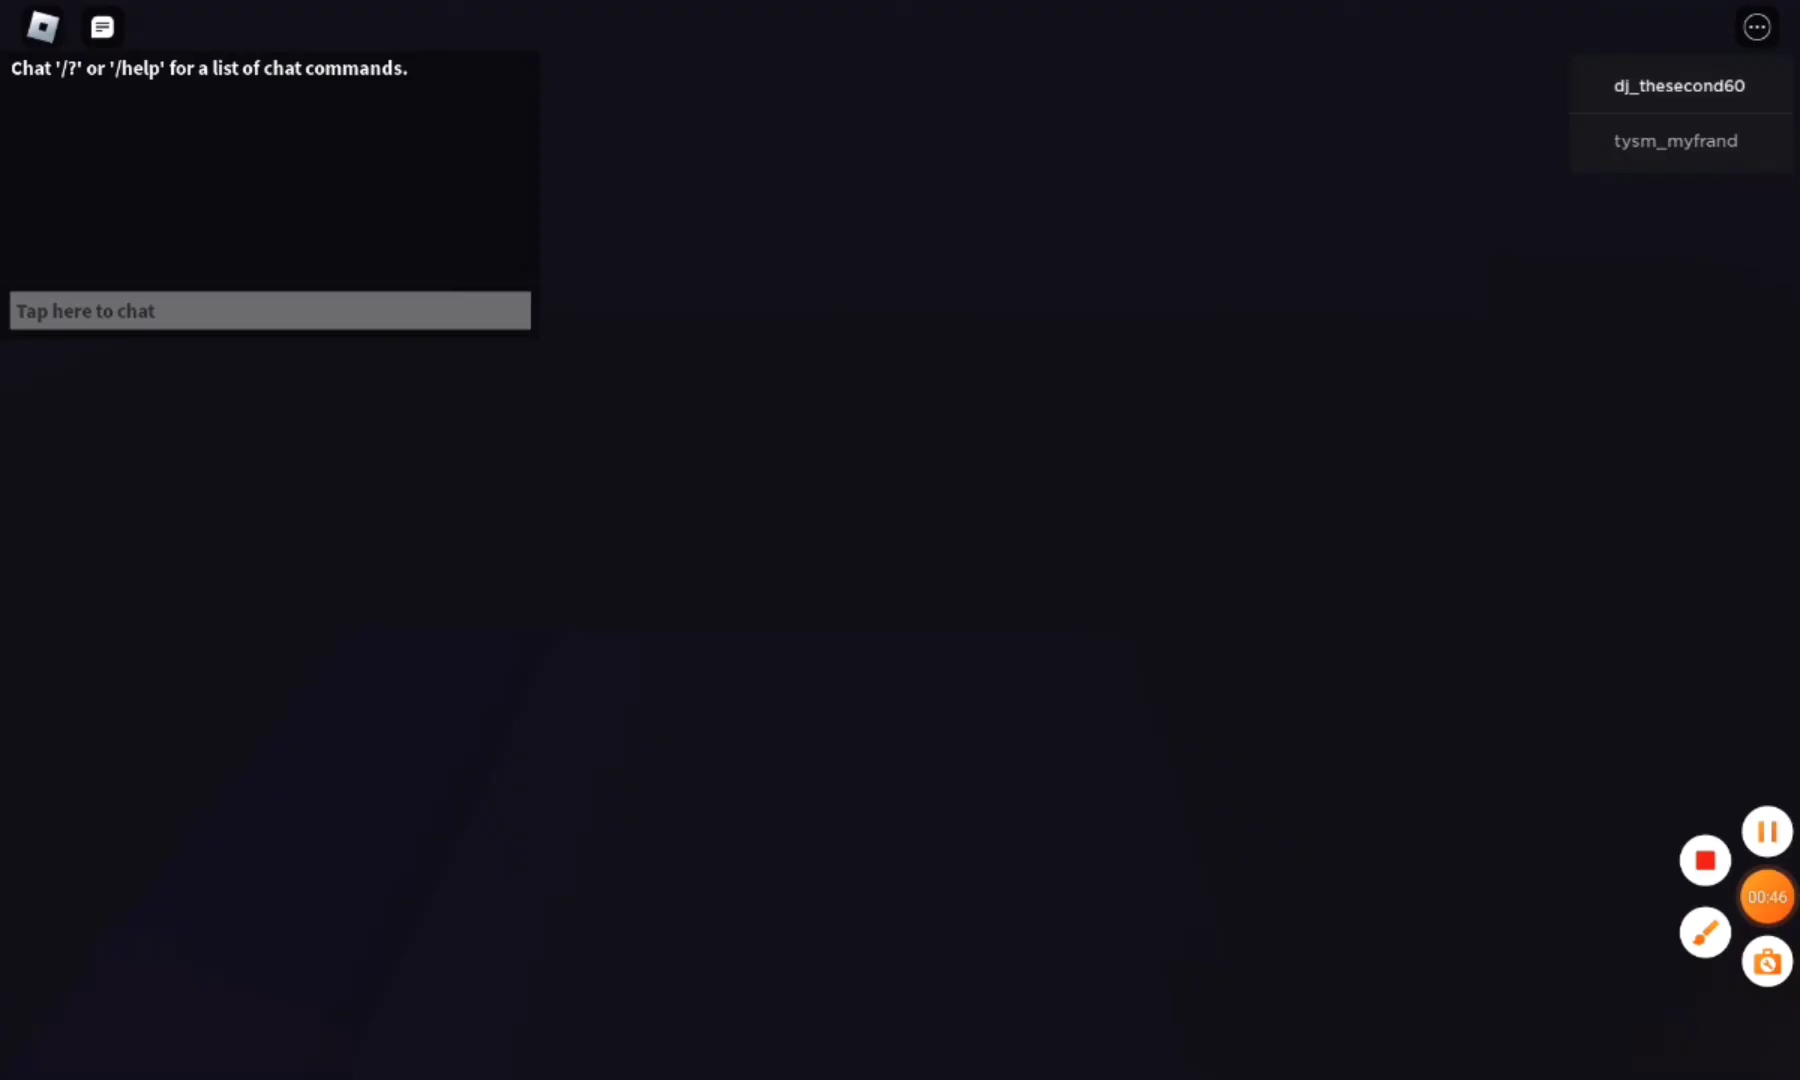 Chat '/?' or '/help' for a list of chat commands.
dj_thesecond60
tysm_myfrand
Tap here to chat
00:46